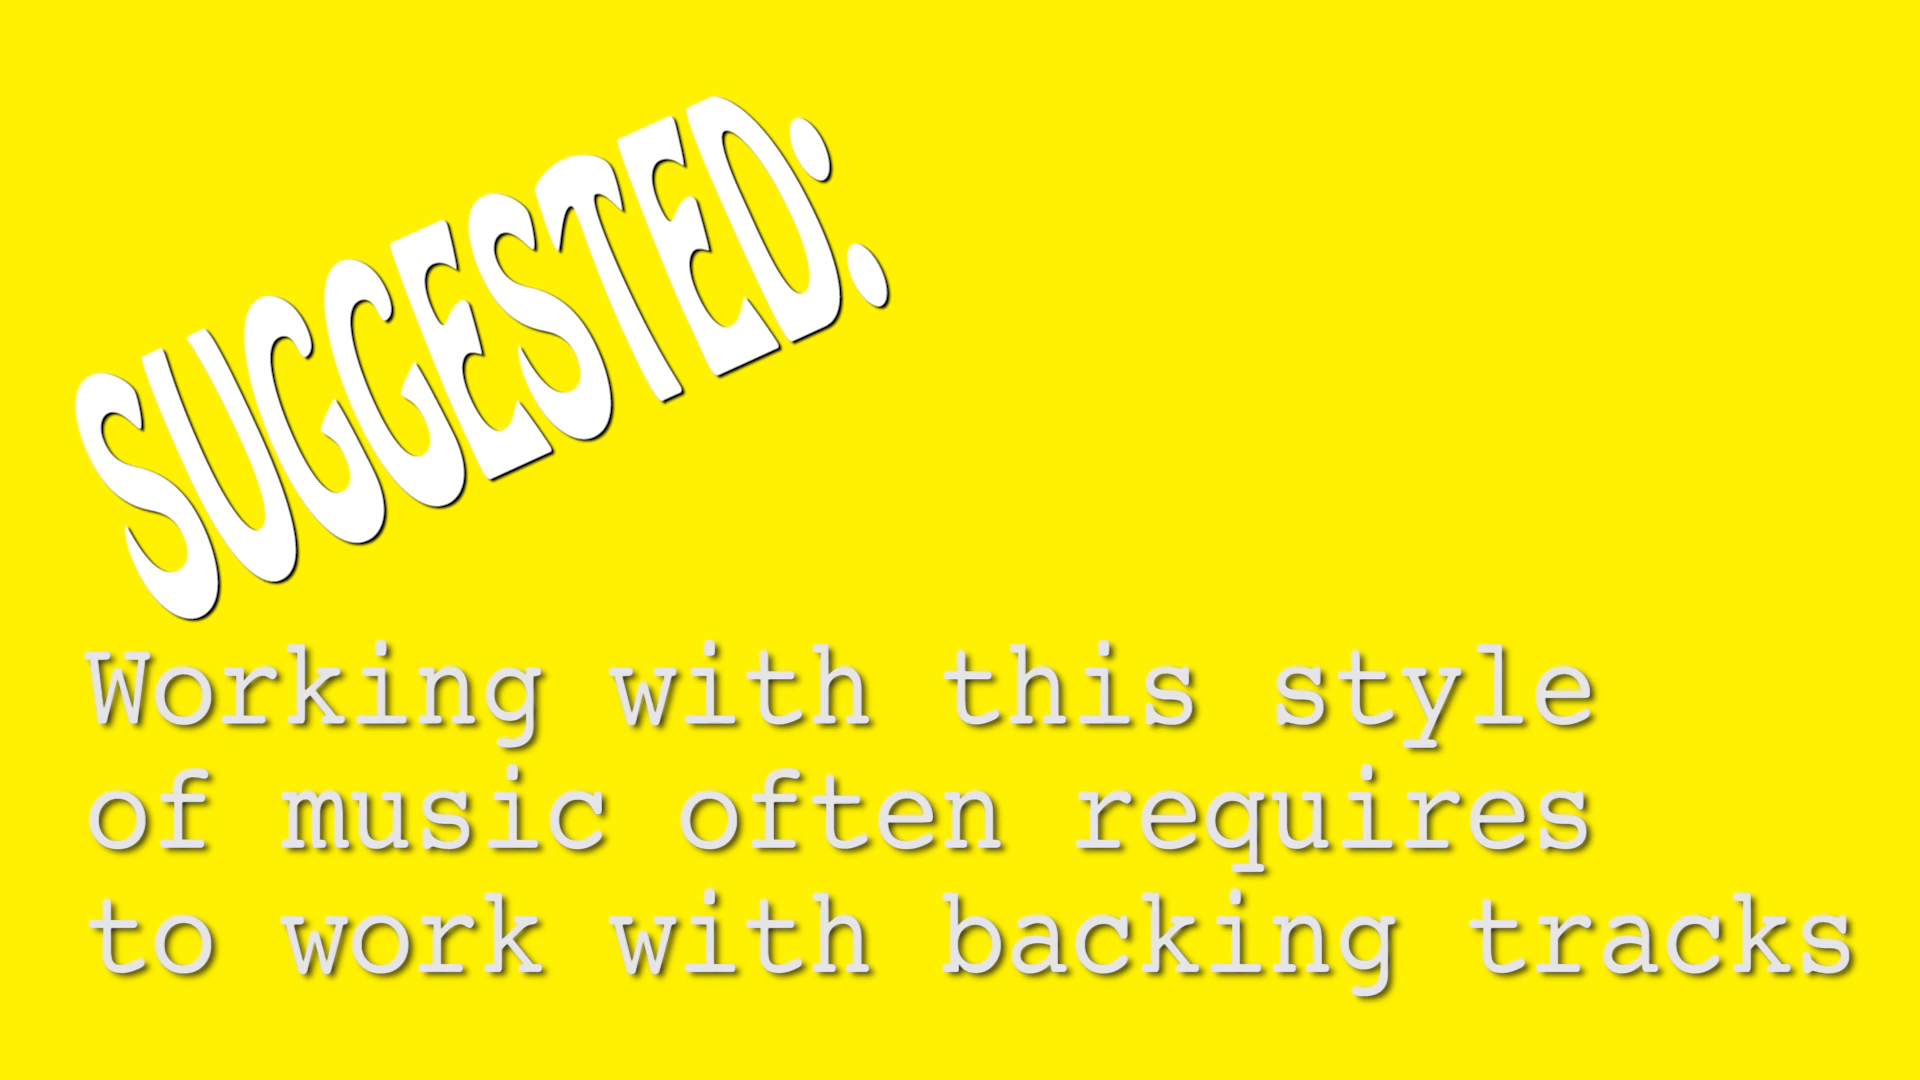 SUGGESTED:
Working with this style
of music often requires
to work with backing tracks